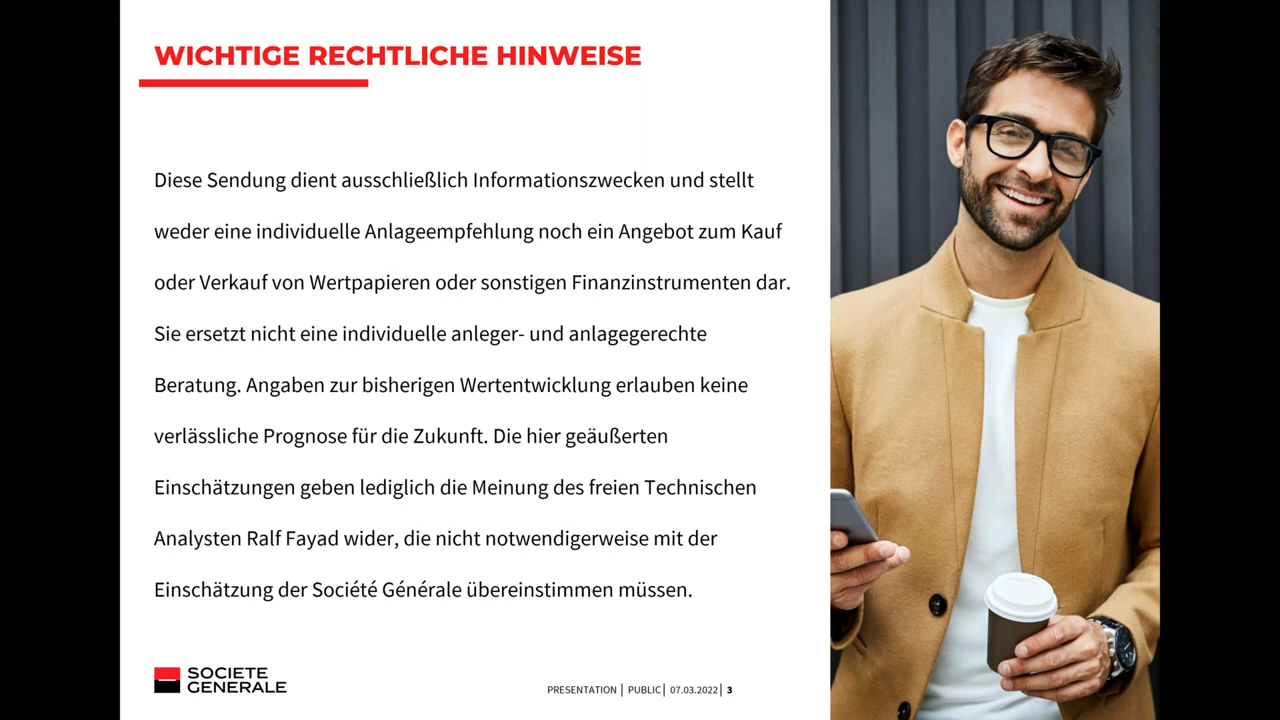 WICHTIGE RECHTLICHE HINWEISE
Diese Sendung dient ausschließlich Informationszwecken und stellt
weder eine individuelle Anlageempfehlung noch ein Angebot zum Kauf
oder Verkauf von Wertpapieren oder sonstigen Finanzinstrumenten dar.
Sie ersetzt nicht eine individuelle anleger- und anlagegerechte
Beratung. Angaben zur bisherigen Wertentwicklung erlauben keine
verlässliche Prognose für die Zukunft. Die hier geäußerten
Einschätzungen geben lediglich die Meinung des freien Technischen
Analysten Ralf Fayad wider, die nicht notwendigerweise mit der
Einschätzung der Société Générale übereinstimmen müssen.
SOCIETE
GENERALE
PRESENTATION | PUBLIC | 07.03.2022 | 3